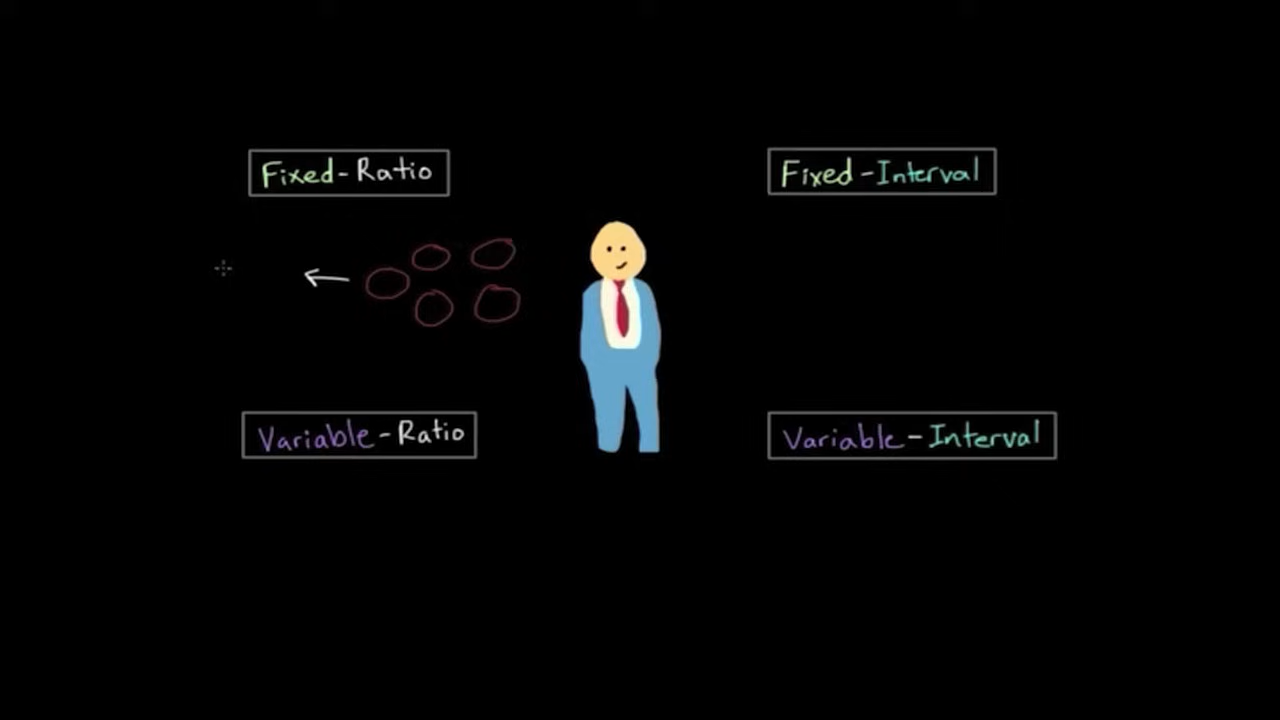 Fixed-Ratio
Fixed-Interval
Variable-Ratio
Variable-Interval